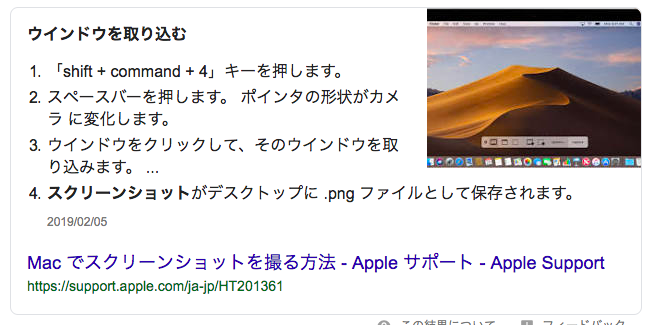 ウインドウを取り込む
1. 「shift + command + 4」キーを押します。
2. スペースバーを押します。 ポインタの形状がカメ
ラ に変化します。
3. ウインドウをクリックして、そのウインドウを取
り込みます。 ...
4. スクリーンショットがデスクトップに .png ファイルとして保存されます。
2019/02/05
Mac でスクリーンショットを撮る方法 - Apple サポート - Apple Support
https://support.apple.com/ja-jp/HT201361
この結果について フィードバック